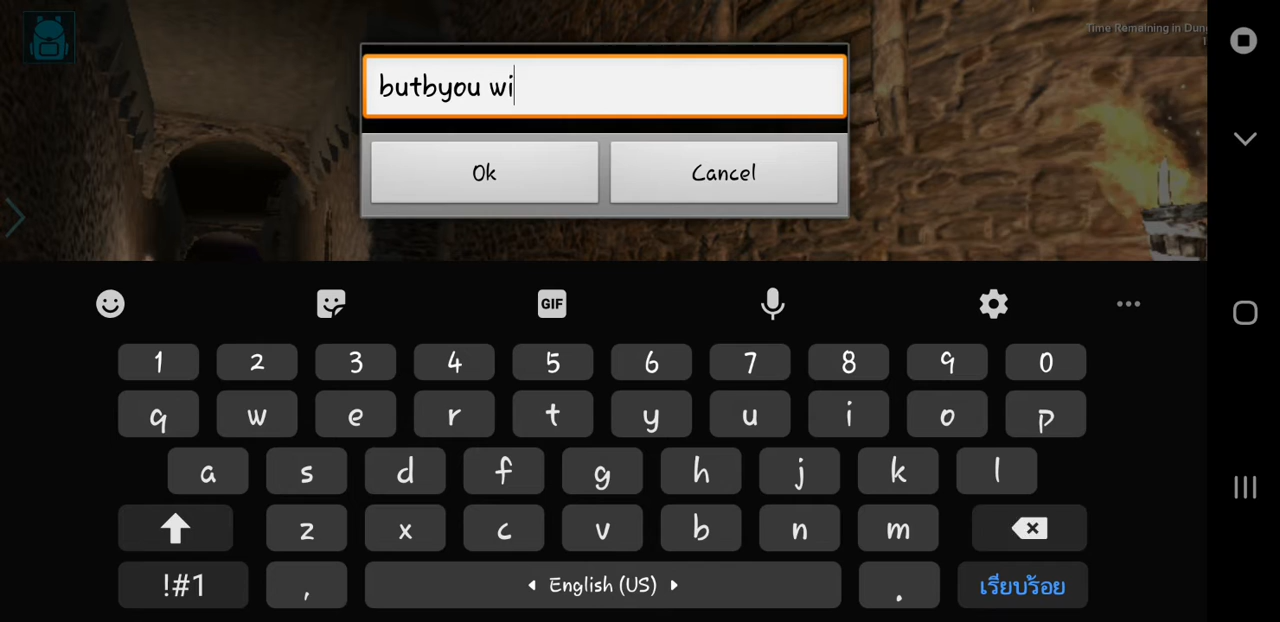 Time Remaining in Dun
butbyou wi
Ok Cancel
GIF
1 2 3 4 5 6 7 8 9 0
q w e r t y u i o p
a s d f g h j k l
z x c v b n m
!#1 , English (US) . เรียบร้อย